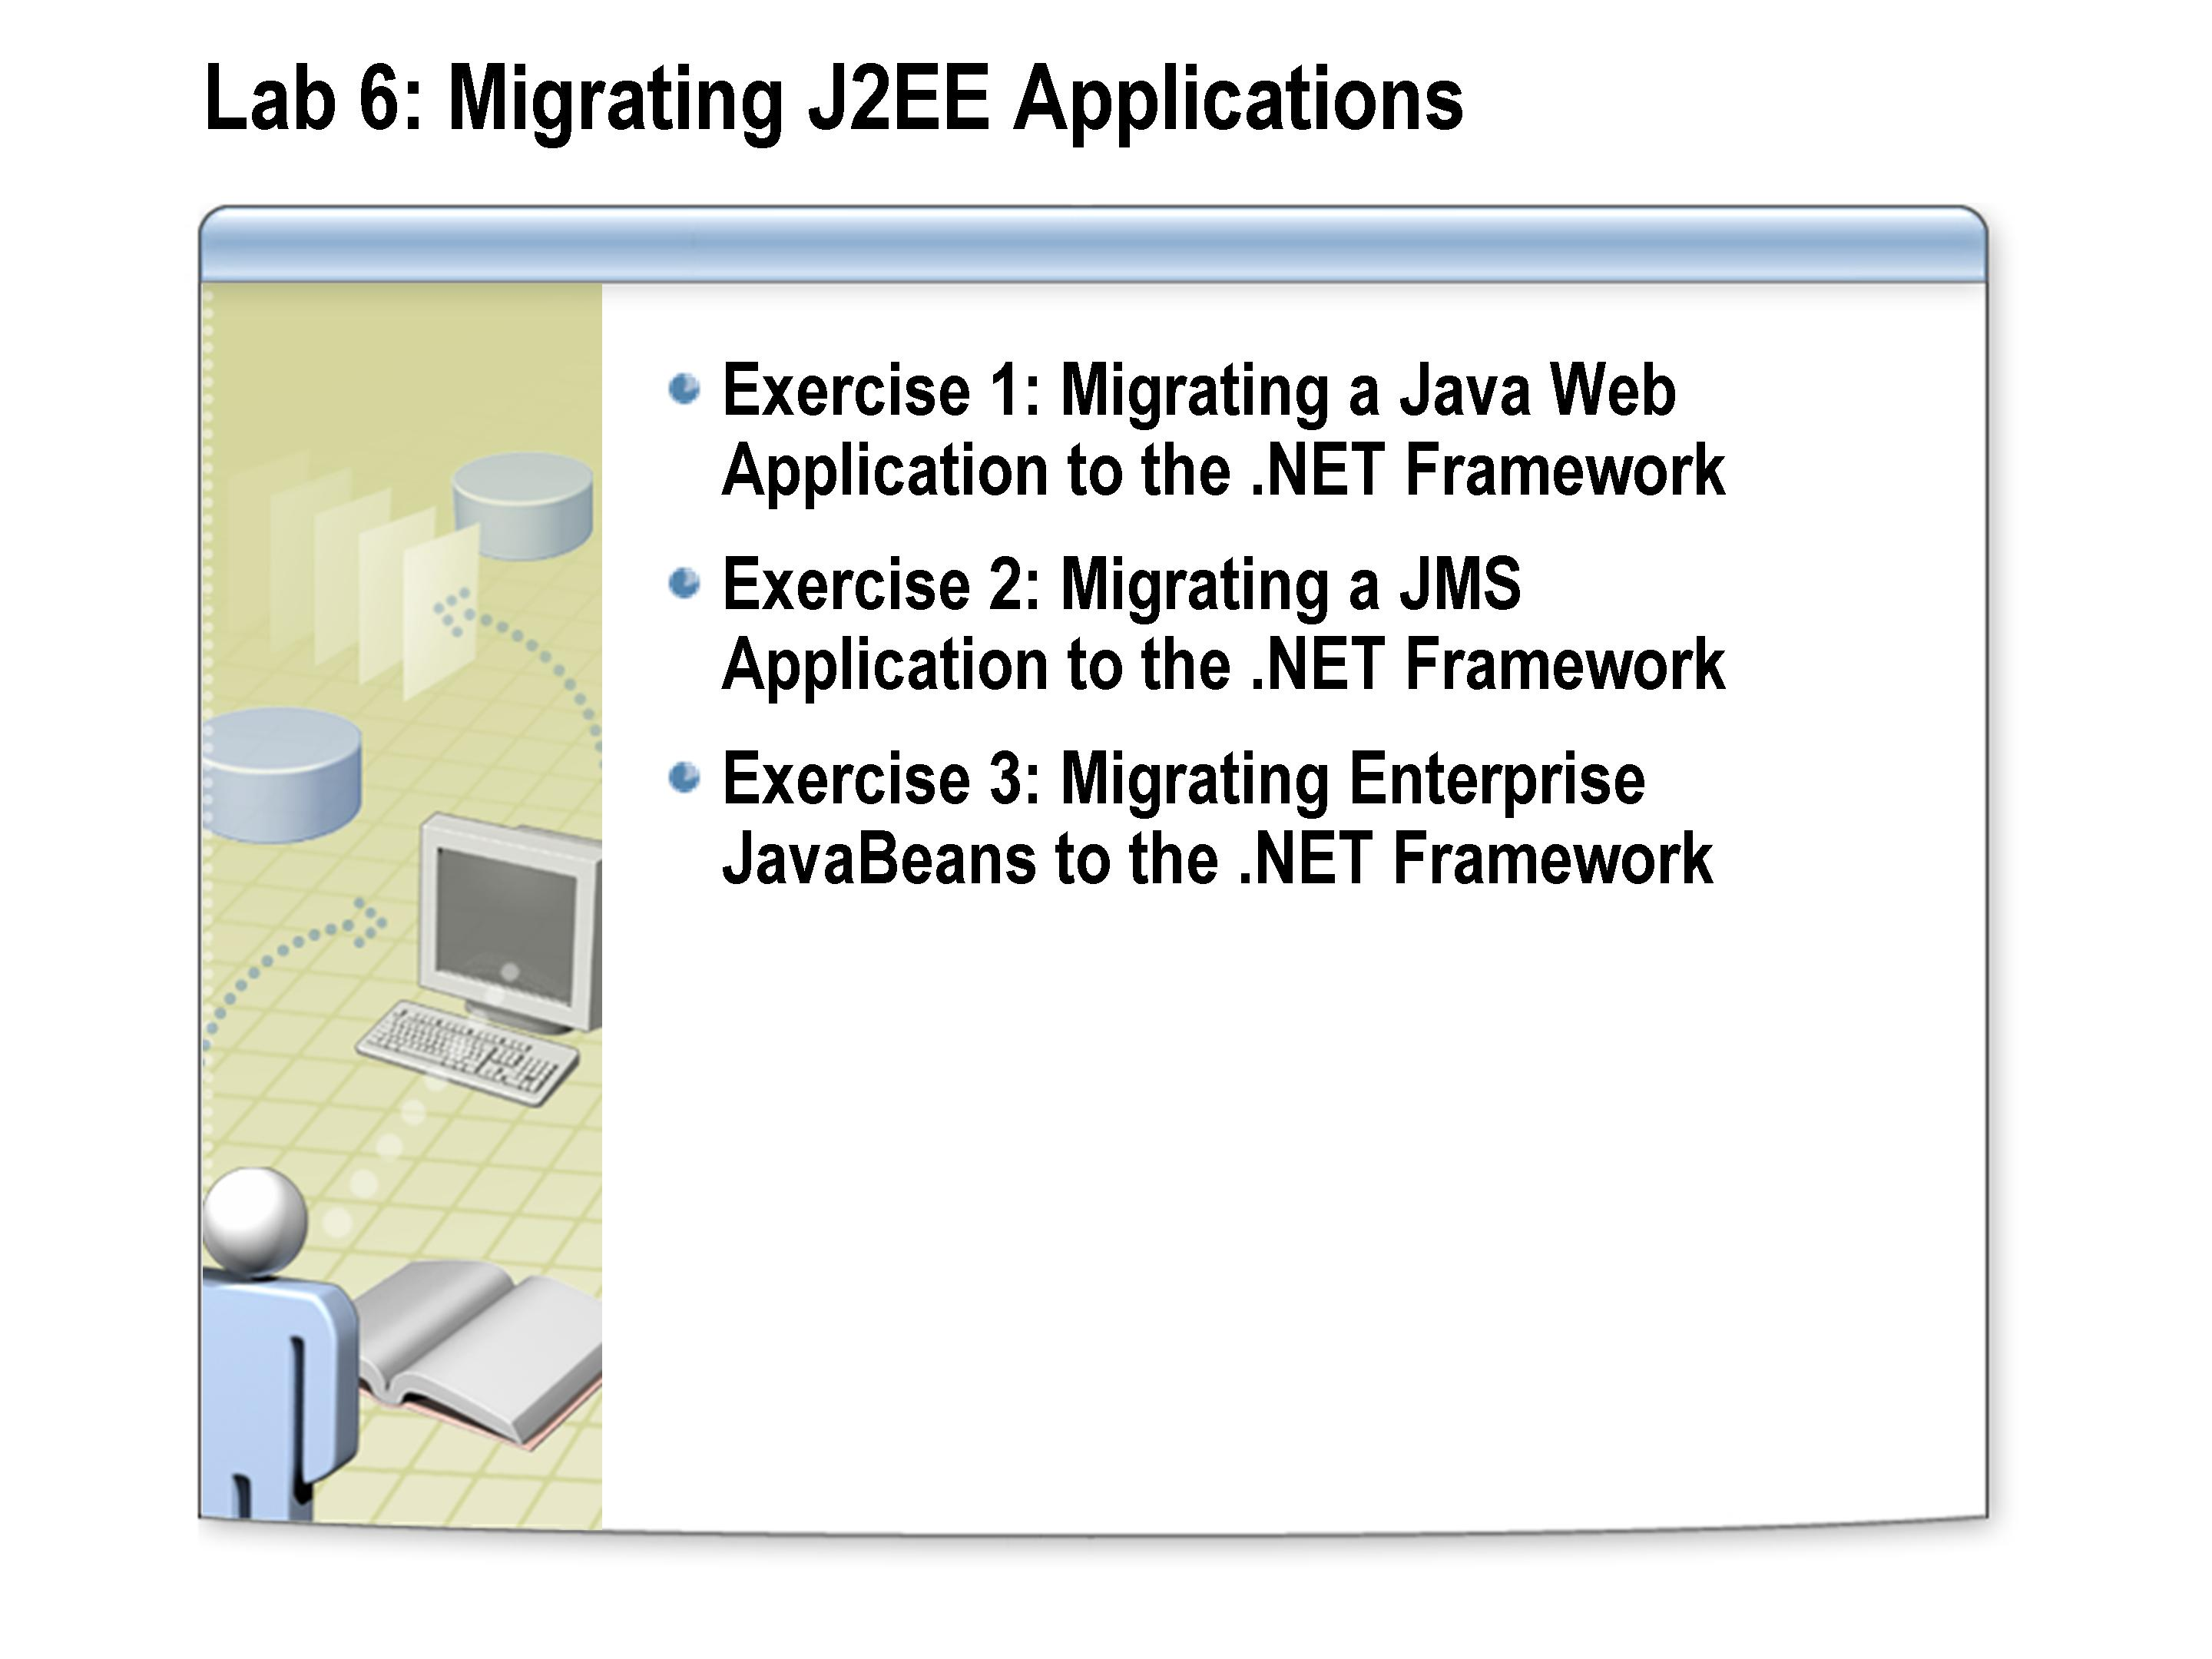 Lab 6: Migrating J2EE Applications
Exercise 1: Migrating a Java Web
Application to the .NET Framework
Exercise 2: Migrating a JMS
Application to the .NET Framework
Exercise 3: Migrating Enterprise
JavaBeans to the .NET Framework